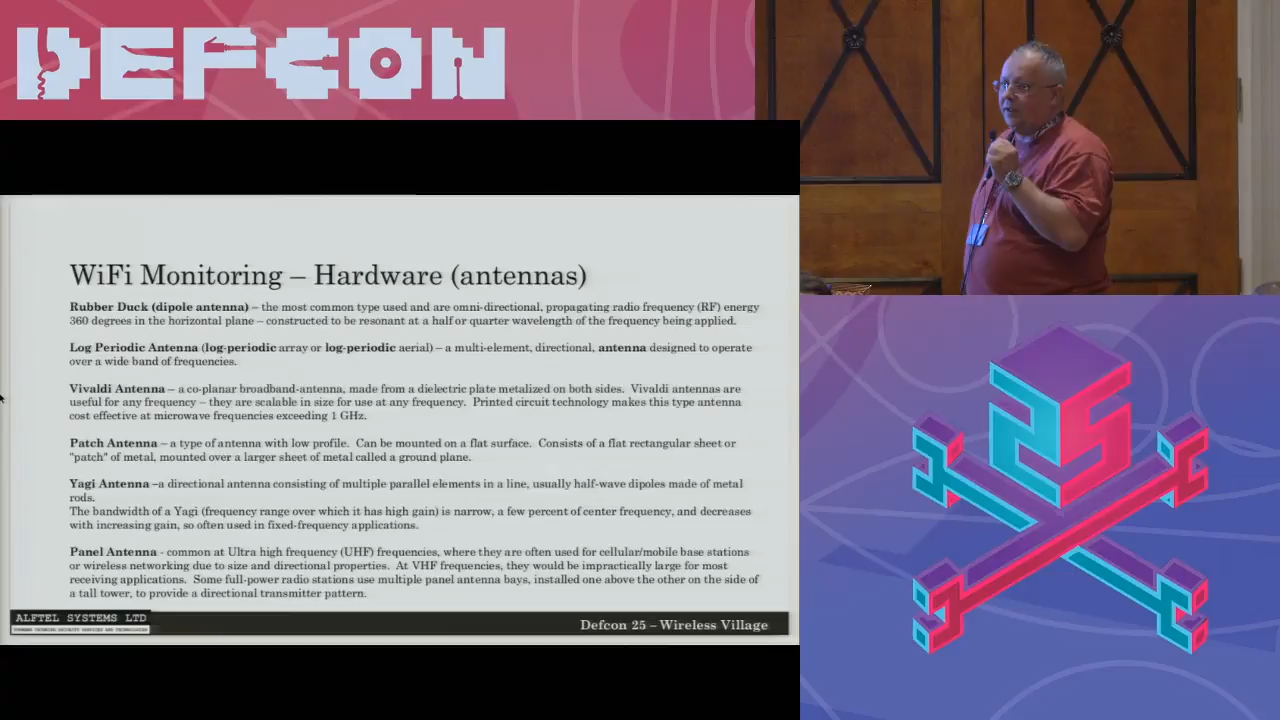 DEFCON
WiFi Monitoring – Hardware (antennas)
Rubber Duck (dipole antenna) – the most common type used and are omni-directional, propagating radio frequency (RF) energy
360 degrees in the horizontal plane – constructed to be resonant at a half or quarter wavelength of the frequency being applied.
Log Periodic Antenna (log-periodic array or log-periodic aerial) – a multi-element, directional, antenna designed to operate
over a wide band of frequencies.
Vivaldi Antenna – a co-planar broadband-antenna, made from a dielectric plate metalized on both sides. Vivaldi antennas are
useful for any frequency – they are scalable in size for use at any frequency. Printed circuit technology makes this type antenna
cost effective at microwave frequencies exceeding 1 GHz.
Patch Antenna – a type of antenna with low profile. Can be mounted on a flat surface. Consists of a flat rectangular sheet or
"patch" of metal, mounted over a larger sheet of metal called a ground plane.
Yagi Antenna –a directional antenna consisting of multiple parallel elements in a line, usually half-wave dipoles made of metal
rods.
The bandwidth of a Yagi (frequency range over which it has high gain) is narrow, a few percent of center frequency, and decreases
with increasing gain, so often used in fixed-frequency applications.
Panel Antenna - common at Ultra high frequency (UHF) frequencies, where they are often used for cellular/mobile base stations
or wireless networking due to size and directional properties. At VHF frequencies, they would be impractically large for most
receiving applications. Some full-power radio stations use multiple panel antenna bays, installed one above the other on the side of
a tall tower, to provide a directional transmitter pattern.
ALFTEL SYSTEMS LTD
Defcon 25 – Wireless Village
25